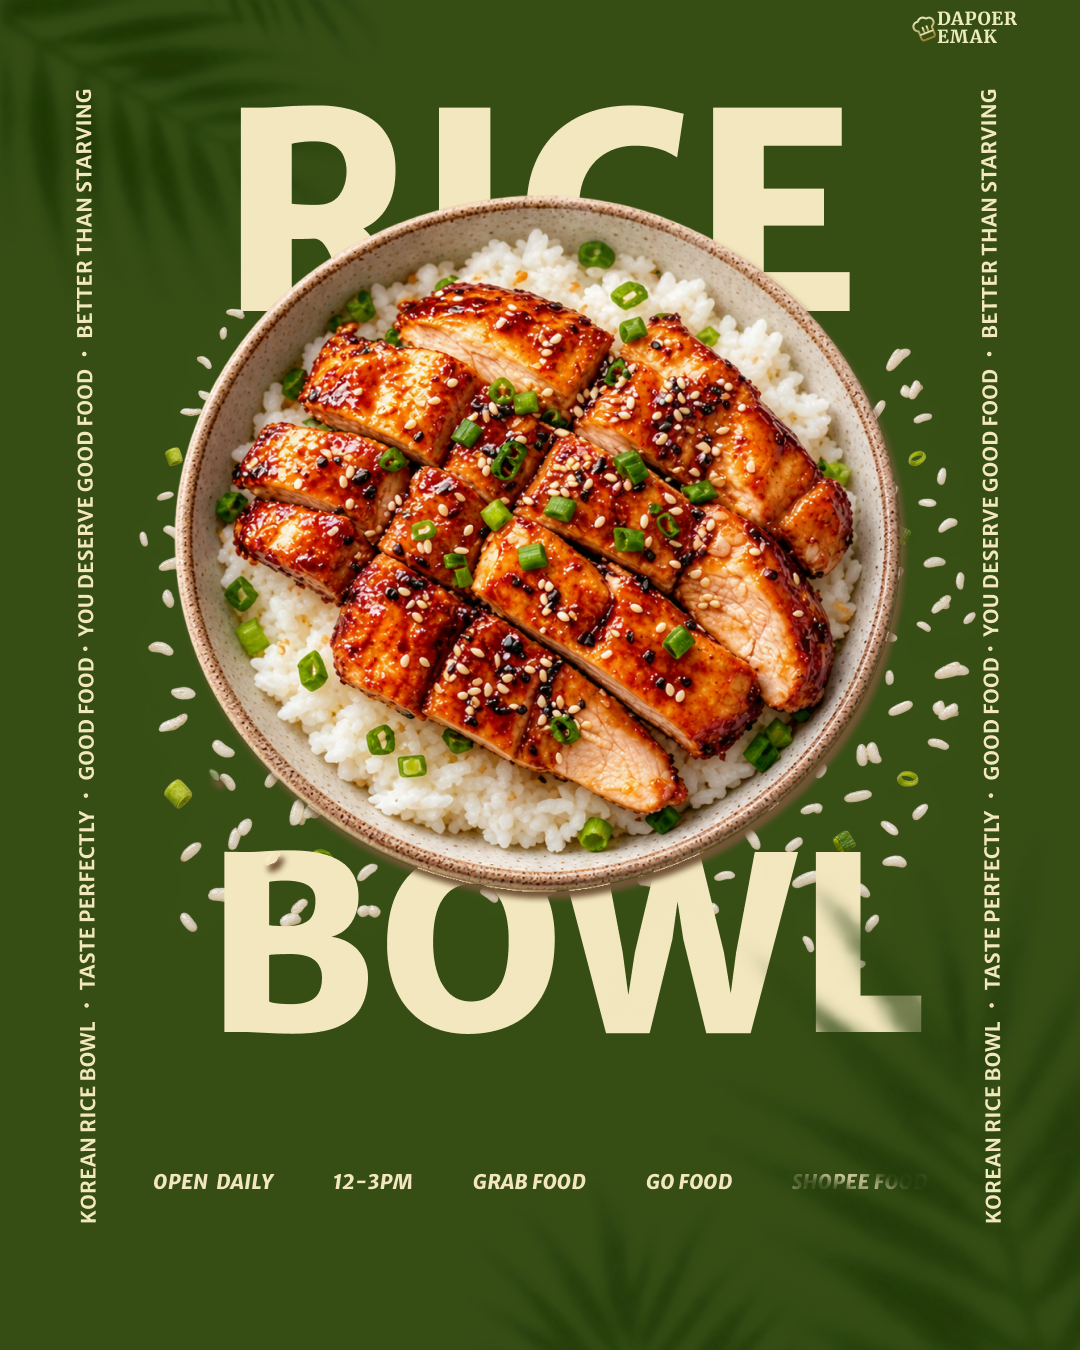 DAPOER
EMAK
RICE
BOWL
KOREAN RICE BOWL • TASTE PERFECTLY • GOOD FOOD • YOU DESERVE GOOD FOOD • BETTER THAN STARVING
KOREAN RICE BOWL • TASTE PERFECTLY • GOOD FOOD • YOU DESERVE GOOD FOOD • BETTER THAN STARVING
OPEN DAILY 12-3PM GRAB FOOD GO FOOD SHOPEE FOOD